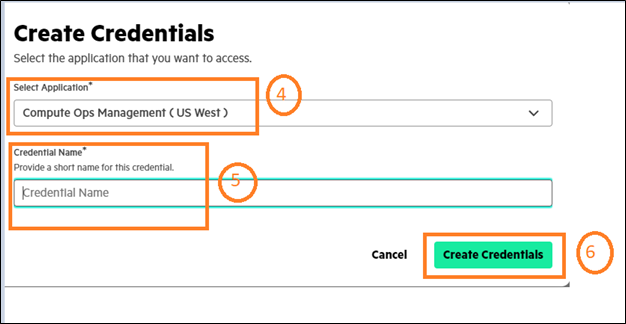 Create Credentials
Select the application that you want to access.
Select Application*
4
Compute Ops Management ( US West )
Credential Name*
Provide a short name for this credential.
5
Credential Name
Cancel
Create Credentials
6